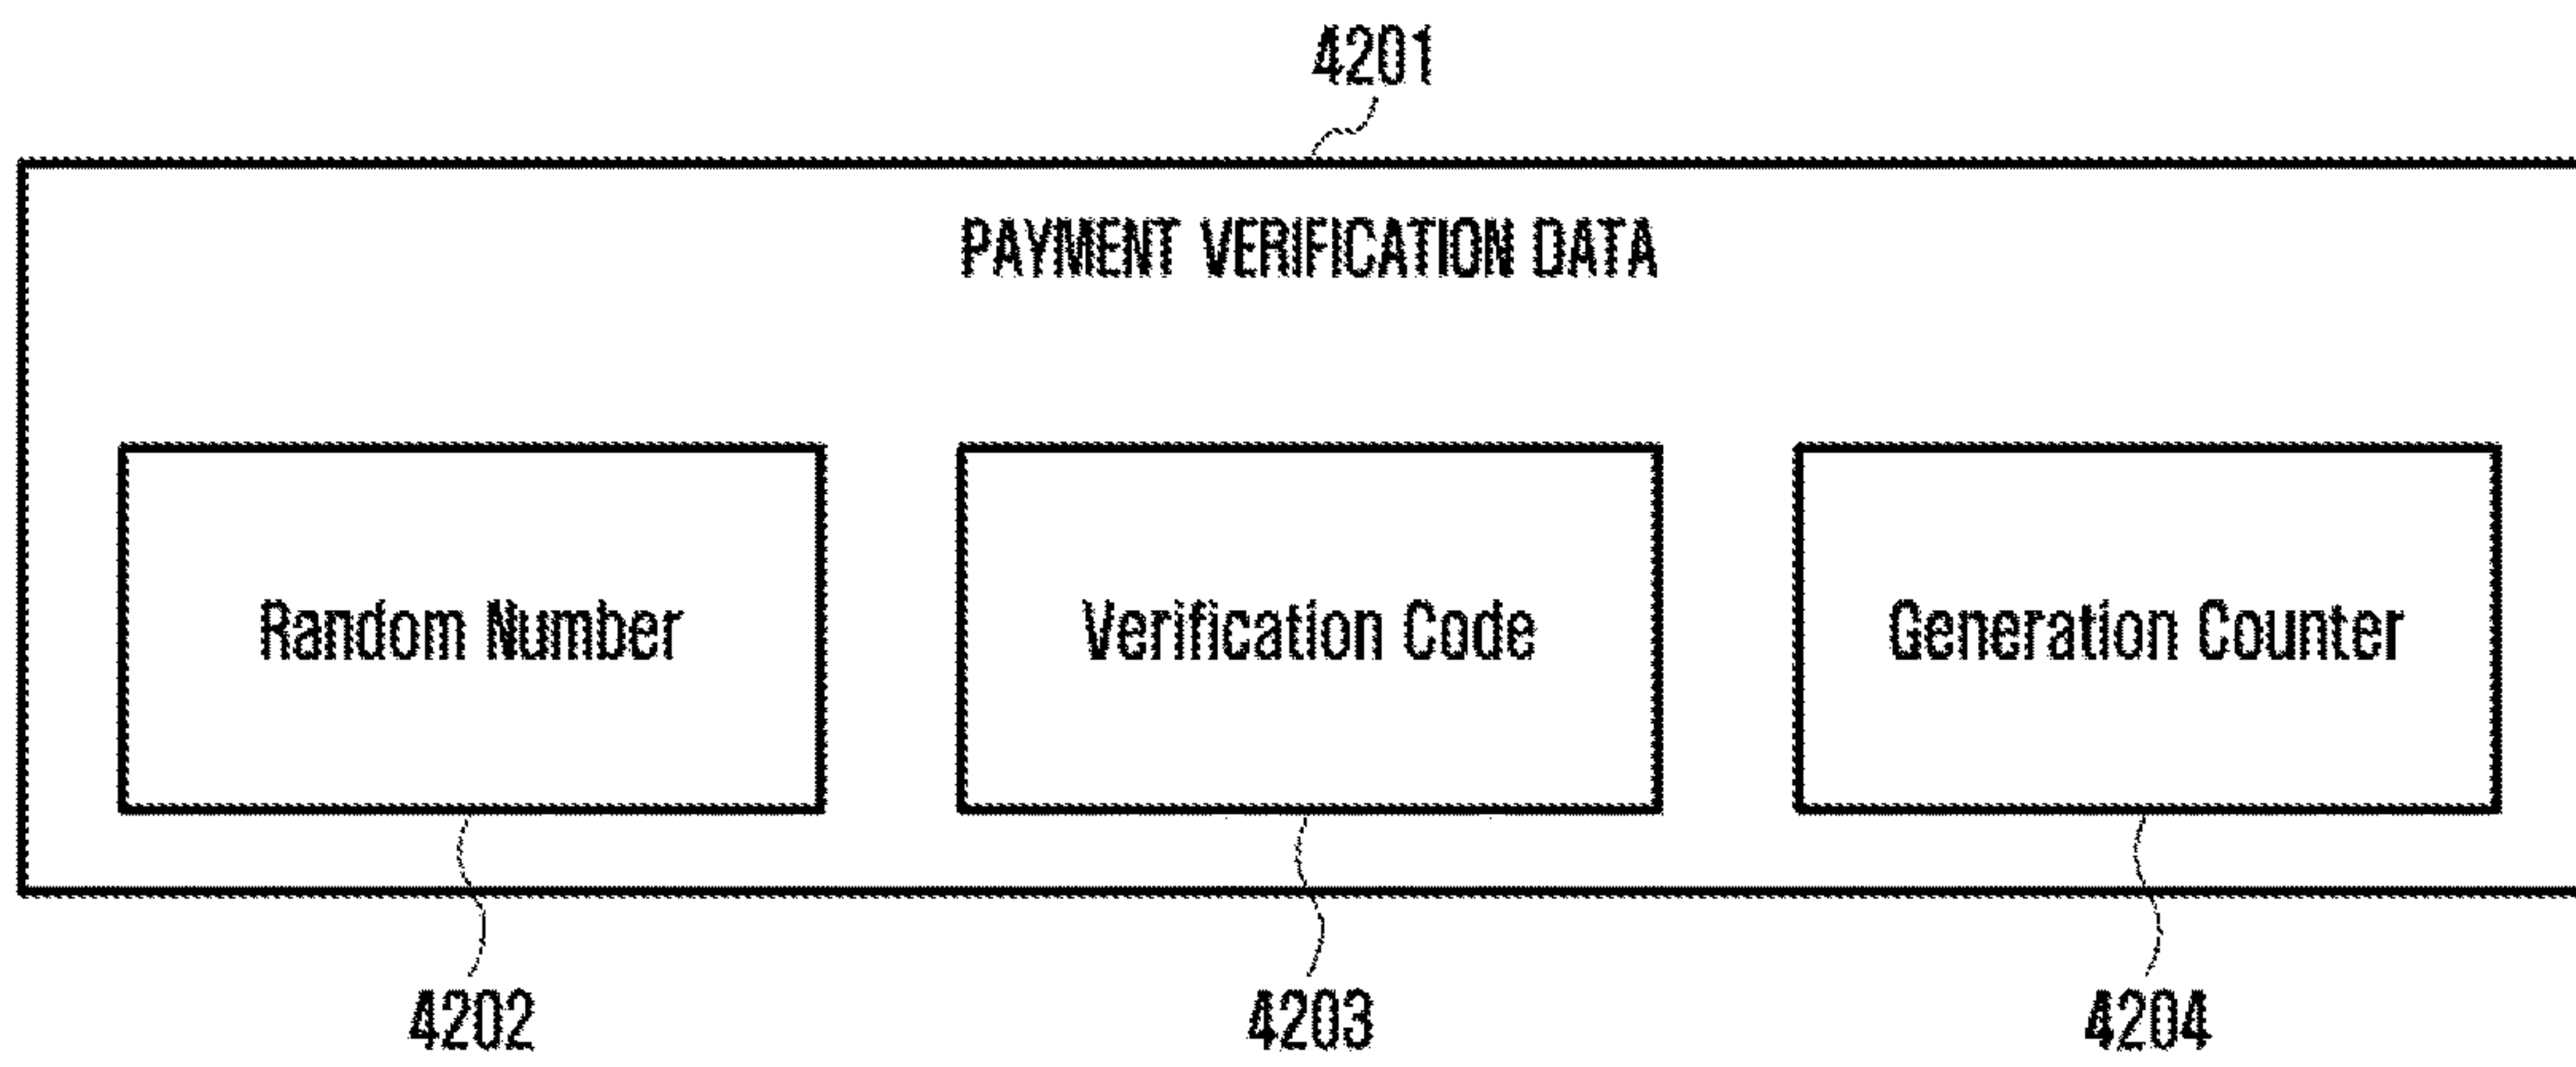 4201
PAYMENT VERIFICATION DATA
Random Number
Verification Code
Generation Counter
4202
4203
4204